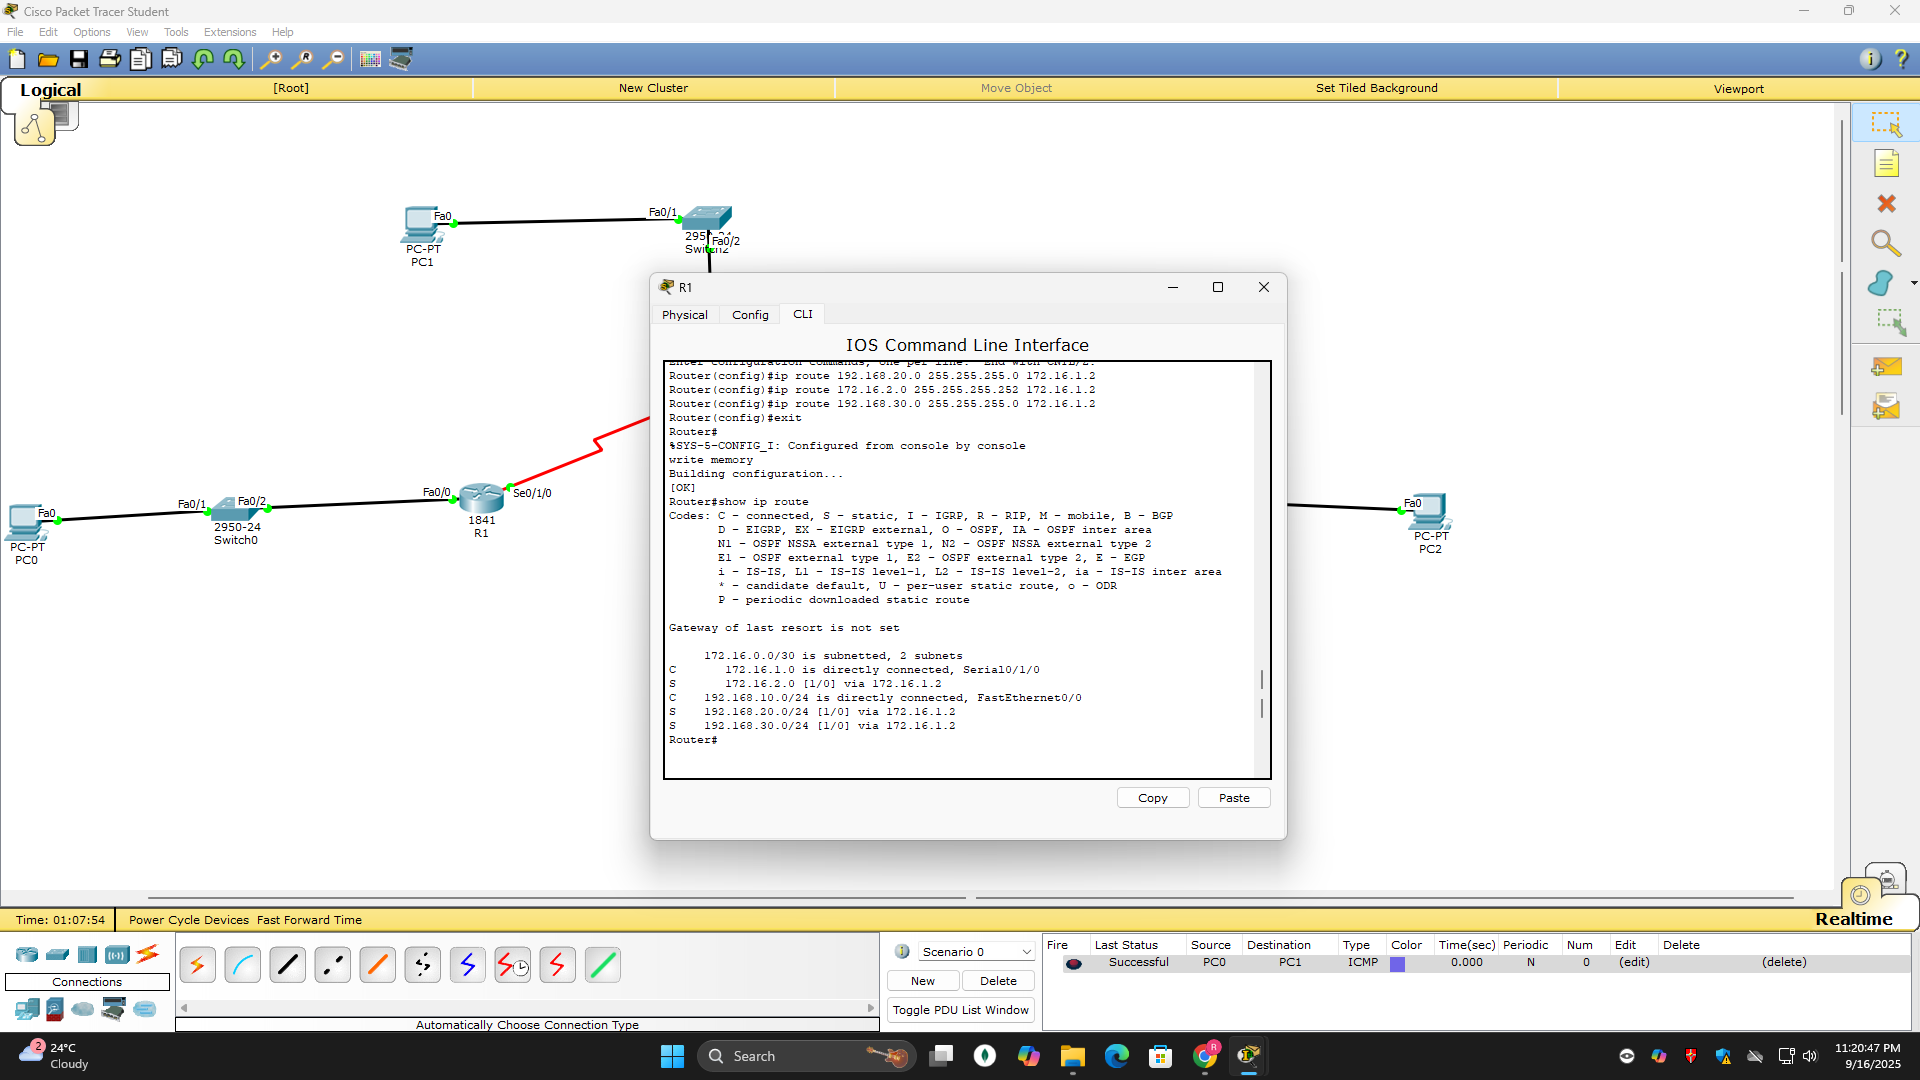 Cisco Packet Tracer Student
File Edit Options View Tools Extensions Help
Logical [Root] New Cluster Move Object Set Tiled Background Viewport
Fa0 Fa0/1
PC-PT
PC1
Fa0/2
Switch2
R1
Physical Config CLI
IOS Command Line Interface
Enter configuration commands, one per line. End with CNTL/Z.
Router(config)#ip route 192.168.20.0 255.255.255.0 172.16.1.2
Router(config)#ip route 172.16.2.0 255.255.255.252 172.16.1.2
Router(config)#ip route 192.168.30.0 255.255.255.0 172.16.1.2
Router(config)#exit
Router#
%SYS-5-CONFIG_I: Configured from console by console
write memory
Building configuration...
[OK]
Router#show ip route
Codes: C - connected, S - static, I - IGRP, R - RIP, M - mobile, B - BGP
D - EIGRP, EX - EIGRP external, O - OSPF, IA - OSPF inter area
N1 - OSPF NSSA external type 1, N2 - OSPF NSSA external type 2
E1 - OSPF external type 1, E2 - OSPF external type 2, E - EGP
i - IS-IS, L1 - IS-IS level-1, L2 - IS-IS level-2, ia - IS-IS inter area
* - candidate default, U - per-user static route, o - ODR
P - periodic downloaded static route
Gateway of last resort is not set
172.16.0.0/30 is subnetted, 2 subnets
C 172.16.1.0 is directly connected, Serial0/1/0
S 172.16.2.0 [1/0] via 172.16.1.2
C 192.168.10.0/24 is directly connected, FastEthernet0/0
S 192.168.20.0/24 [1/0] via 172.16.1.2
S 192.168.30.0/24 [1/0] via 172.16.1.2
Router#
Copy Paste
Fa0 Fa0/1 Fa0/2 Fa0/0 Se0/1/0
PC-PT
PC0
2950-24
Switch0
1841
R1
Fa0
PC-PT
PC2
Time: 01:07:54 Power Cycle Devices Fast Forward Time
Realtime
Connections
Automatically Choose Connection Type
Scenario 0
New Delete
Toggle PDU List Window
Fire Last Status Source Destination Type Color Time(sec) Periodic Num Edit Delete
Successful PC0 PC1 ICMP 0.000 N 0 (edit) (delete)
2
24°C
Cloudy
Search
R
11:20:47 PM
9/16/2025